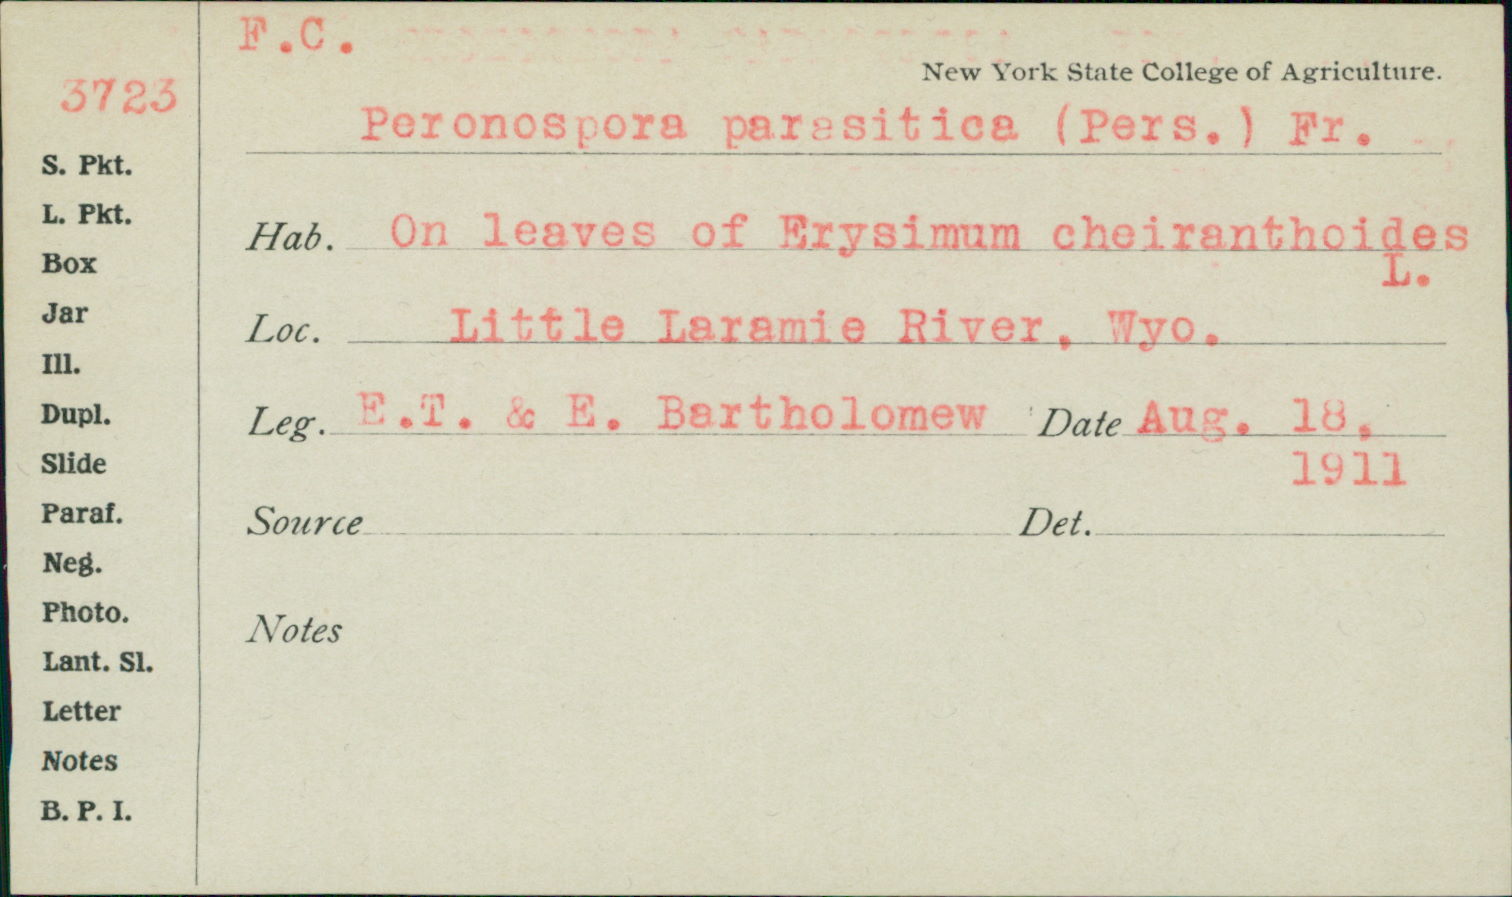 F.C.
New York State College of Agriculture.
3723
Peronospora parasitica (Pers.) Fr.
S. Pkt.
L. Pkt.
Box
Jar
Ill.
Dupl.
Slide
Paraf.
Neg.
Photo.
Lant. Sl.
Letter
Notes
B. P. I.
Hab. On leaves of Erysimum cheiranthoides
L.
Loc. Little Laramie River, Wyo.
Leg. E.T. & E. Bartholomew Date Aug. 18,
1911
Source Det.
Notes